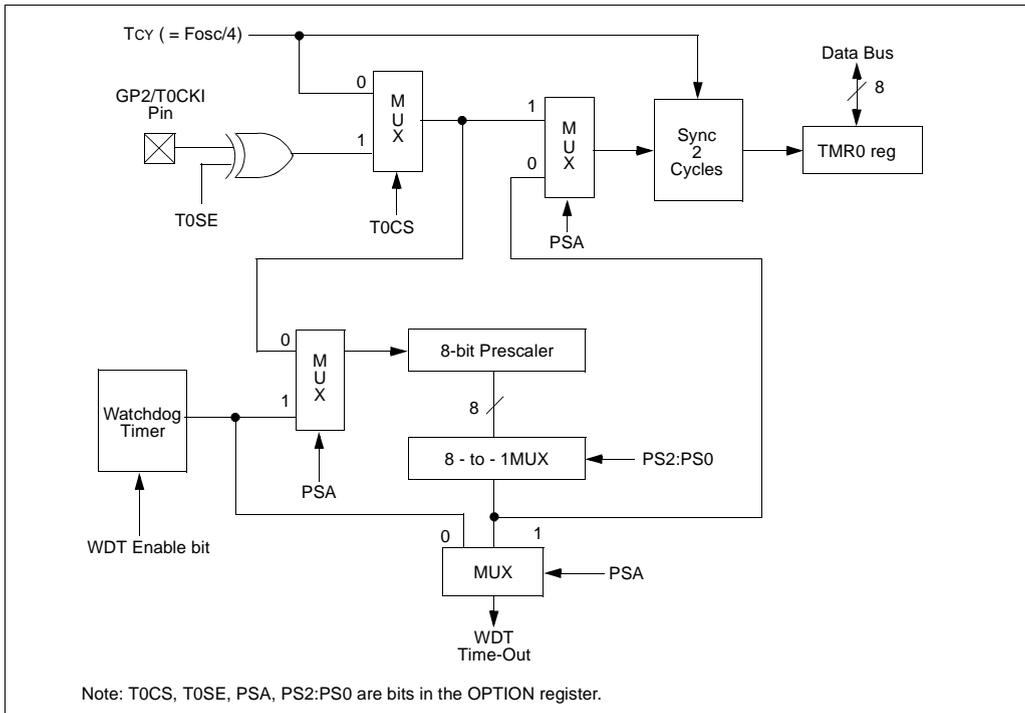 TCY ( = Fosc/4)
Data Bus
8
GP2/T0CKI
Pin
0
1
M
U
X
1
0
M
U
X
Sync
2
Cycles
TMR0 reg
T0SE
T0CS
PSA
0
1
M
U
X
8-bit Prescaler
8
Watchdog
Timer
8 - to - 1MUX
PS2:PS0
PSA
WDT Enable bit
0
1
MUX
PSA
WDT
Time-Out
Note: T0CS, T0SE, PSA, PS2:PS0 are bits in the OPTION register.